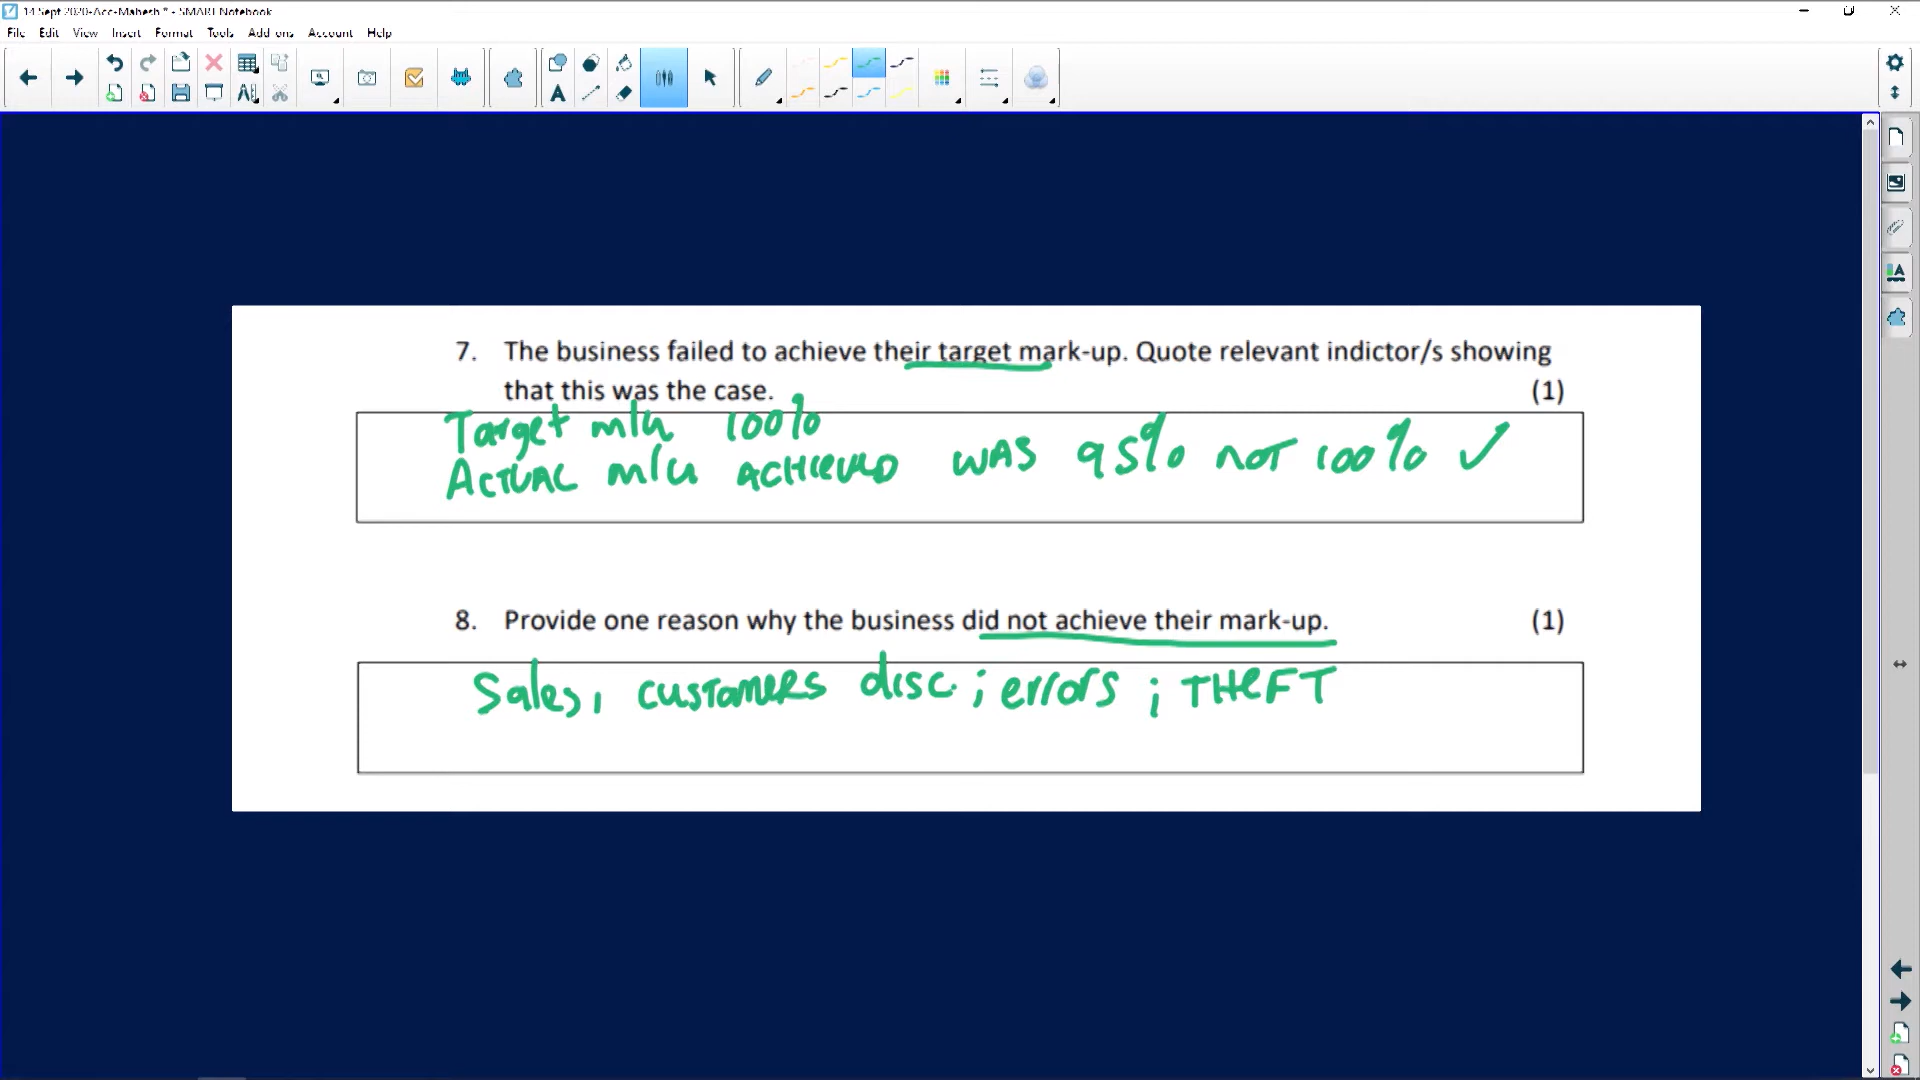 14 Sept 2020-Acc-Mahesh * - SMART Notebook
File Edit View Insert Format Tools Add-ons Account Help
7. The business failed to achieve their target mark-up. Quote relevant indictor/s showing
that this was the case. (1)
Target m/u 100%
ACTUAL m/u ACHIEVED WAS 95% NOT 100% ✓
8. Provide one reason why the business did not achieve their mark-up. (1)
Sales, customers disc. ; errors ; THEFT